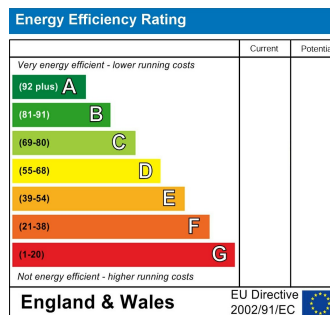 Energy Efficiency Rating
Current Potentia
Very energy efficient - lower running costs
(92 plus) A
(81-91) B
(69-80) C
(55-68) D
(39-54) E
(21-38) F
(1-20) G
Not energy efficient - higher running costs
England & Wales
EU Directive
2002/91/EC